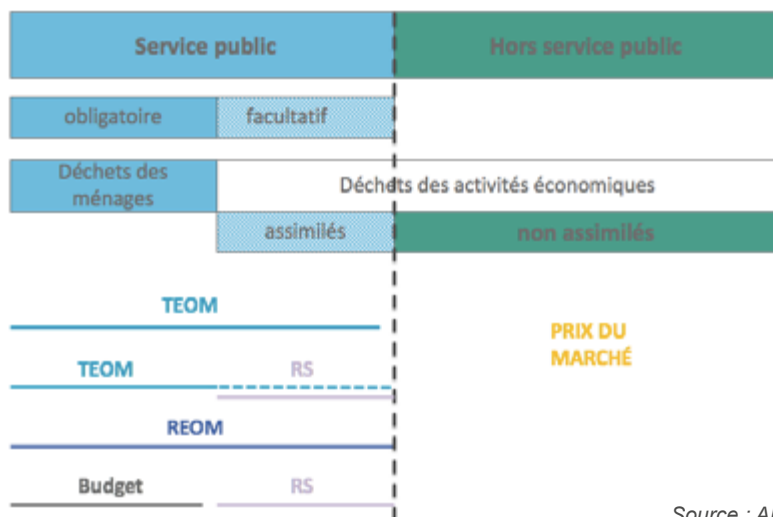 Service public
Hors service public
obligatoire
facultatif
Déchets des
ménages
Déchets des activités économiques
assimilés
non assimilés
TEOM
PRIX DU
MARCHÉ
TEOM
RS
REOM
Budget
RS
Source :